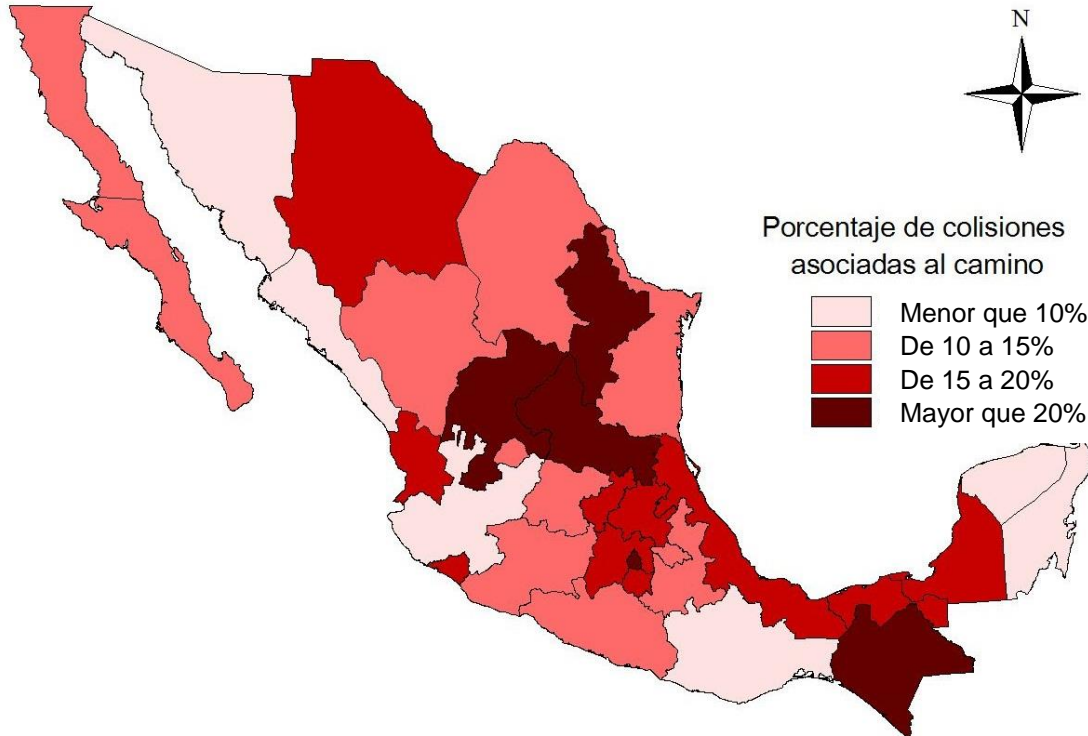 N
Porcentaje de colisiones
asociadas al camino
Menor que 10%
De 10 a 15%
De 15 a 20%
Mayor que 20%